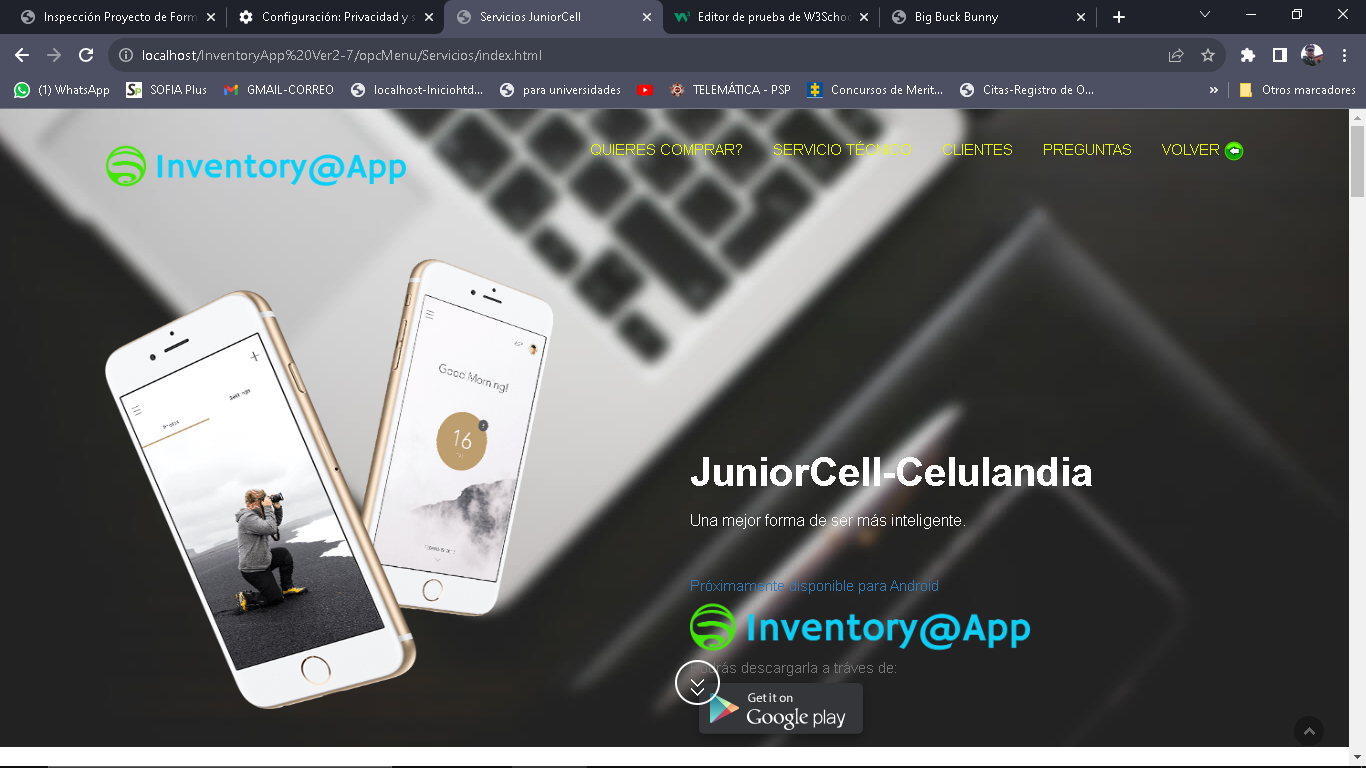 Inspección Proyecto de Form
Configuración: Privacidad y s
Servicios JuniorCell
Editor de prueba de W3Schoo
Big Buck Bunny
localhost/InventoryApp%20Ver2-7/opcMenu/Servicios/index.html
(1) WhatsApp
SOFIA Plus
GMAIL-CORREO
localhost-Iniciohtd...
para universidades
TELEMÁTICA - PSP
Concursos de Merit...
Citas-Registro de O...
»
Otros marcadores
Inventory@App
QUIERES COMPRAR?
SERVICIO TÉCNICO
CLIENTES
PREGUNTAS
VOLVER
Good Morning!
16
Settings
JuniorCell-Celulandia
Una mejor forma de ser más inteligente.
Próximamente disponible para Android
Inventory@App
Podrás descargarla a tráves de:
Get it on
Google play